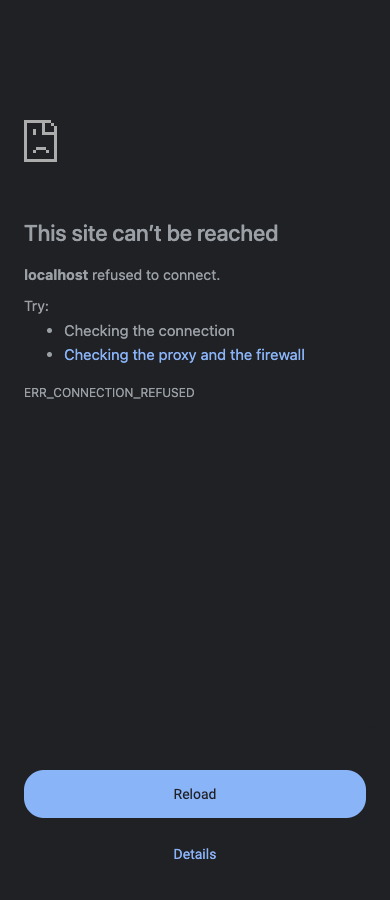 This site can’t be reached
localhost refused to connect.
Try:
• Checking the connection
• Checking the proxy and the firewall
ERR_CONNECTION_REFUSED
Reload
Details